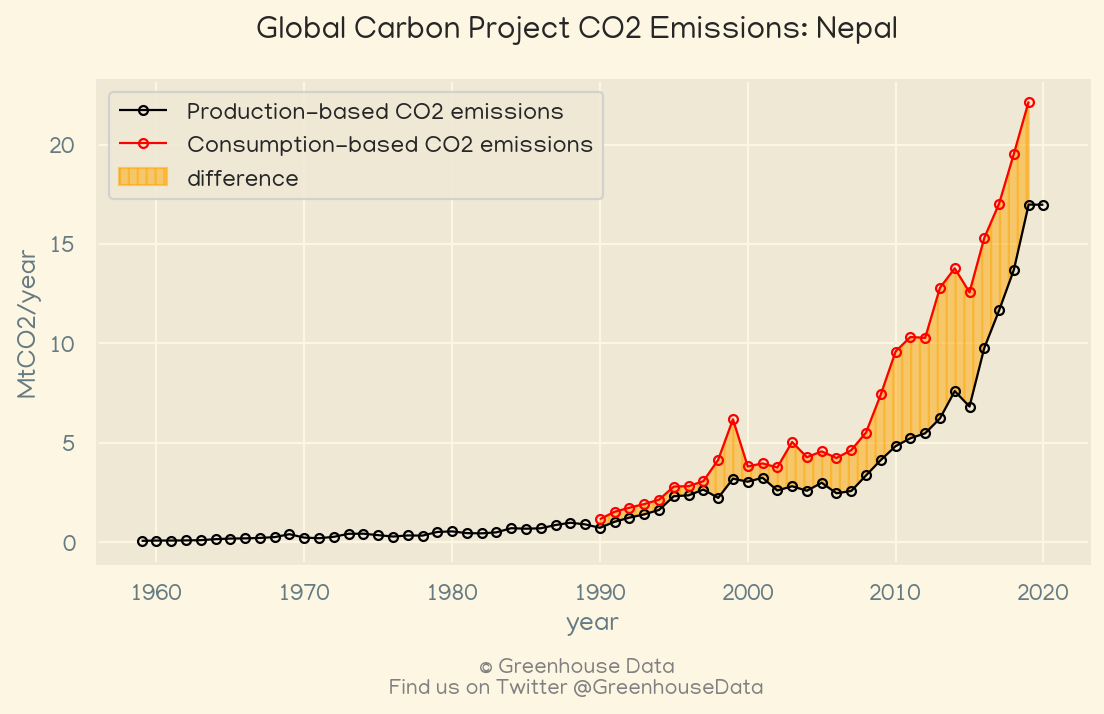 Global Carbon Project CO2 Emissions: Nepal
Production-based CO2 emissions
Consumption-based CO2 emissions
difference
MtCO2/year
20
15
10
5
0
1960 1970 1980 1990 2000 2010 2020
year
© Greenhouse Data
Find us on Twitter @GreenhouseData